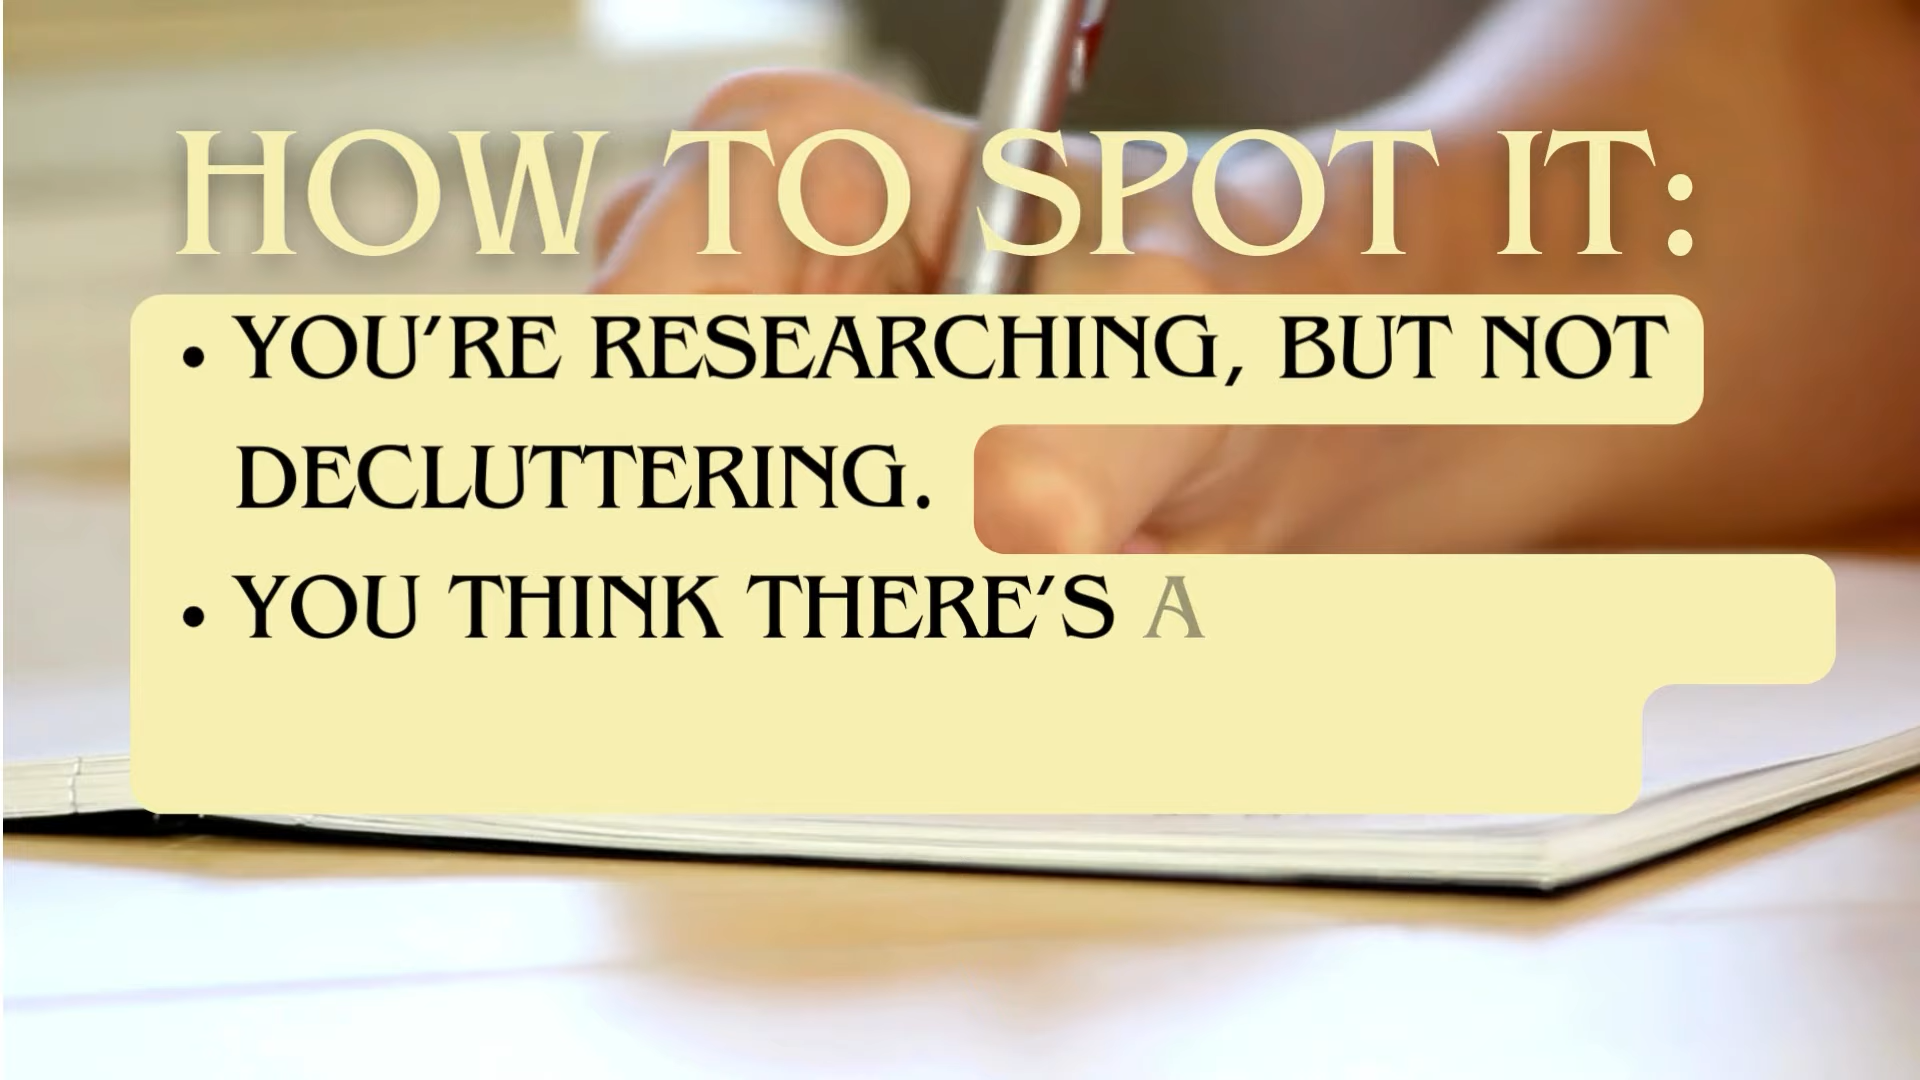 HOW TO SPOT IT:
• YOU'RE RESEARCHING, BUT NOT
DECLUTTERING.
• YOU THINK THERE'S A